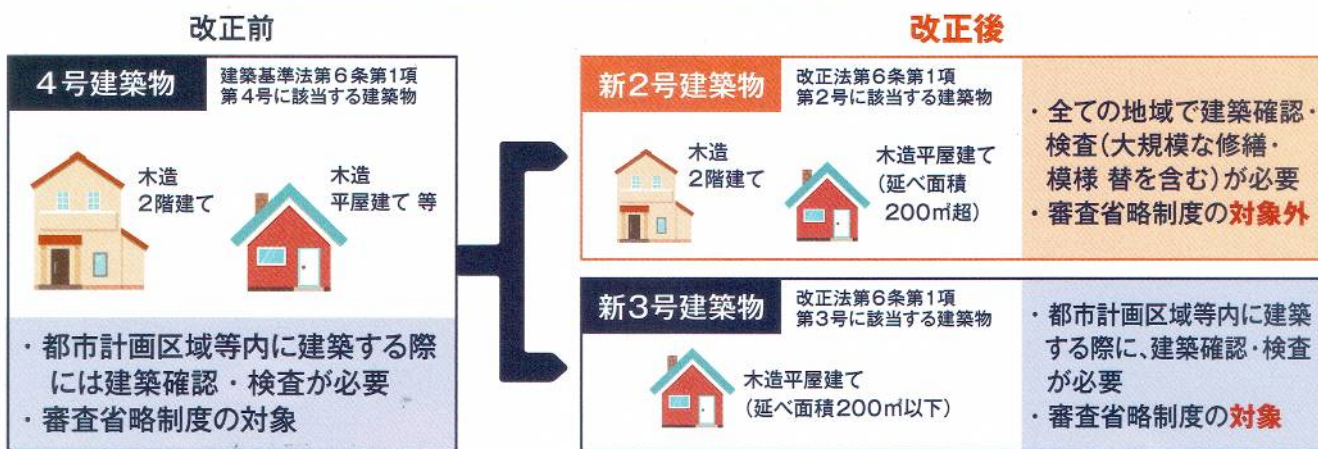 改正前
4号建築物
建築基準法第6条第1項
第4号に該当する建築物
木造
2階建て
木造
平屋建て 等
・都市計画区域等内に建築する際
には建築確認・検査が必要
・審査省略制度の対象
改正後
新2号建築物
改正法第6条第1項
第2号に該当する建築物
木造
2階建て
木造平屋建て
(延べ面積
200㎡超)
・全ての地域で建築確認・
検査(大規模な修繕・
模様 替を含む)が必要
・審査省略制度の対象外
新3号建築物
改正法第6条第1項
第3号に該当する建築物
木造平屋建て
(延べ面積200㎡以下)
・都市計画区域等内に建築
する際に、建築確認・検査
が必要
・審査省略制度の対象